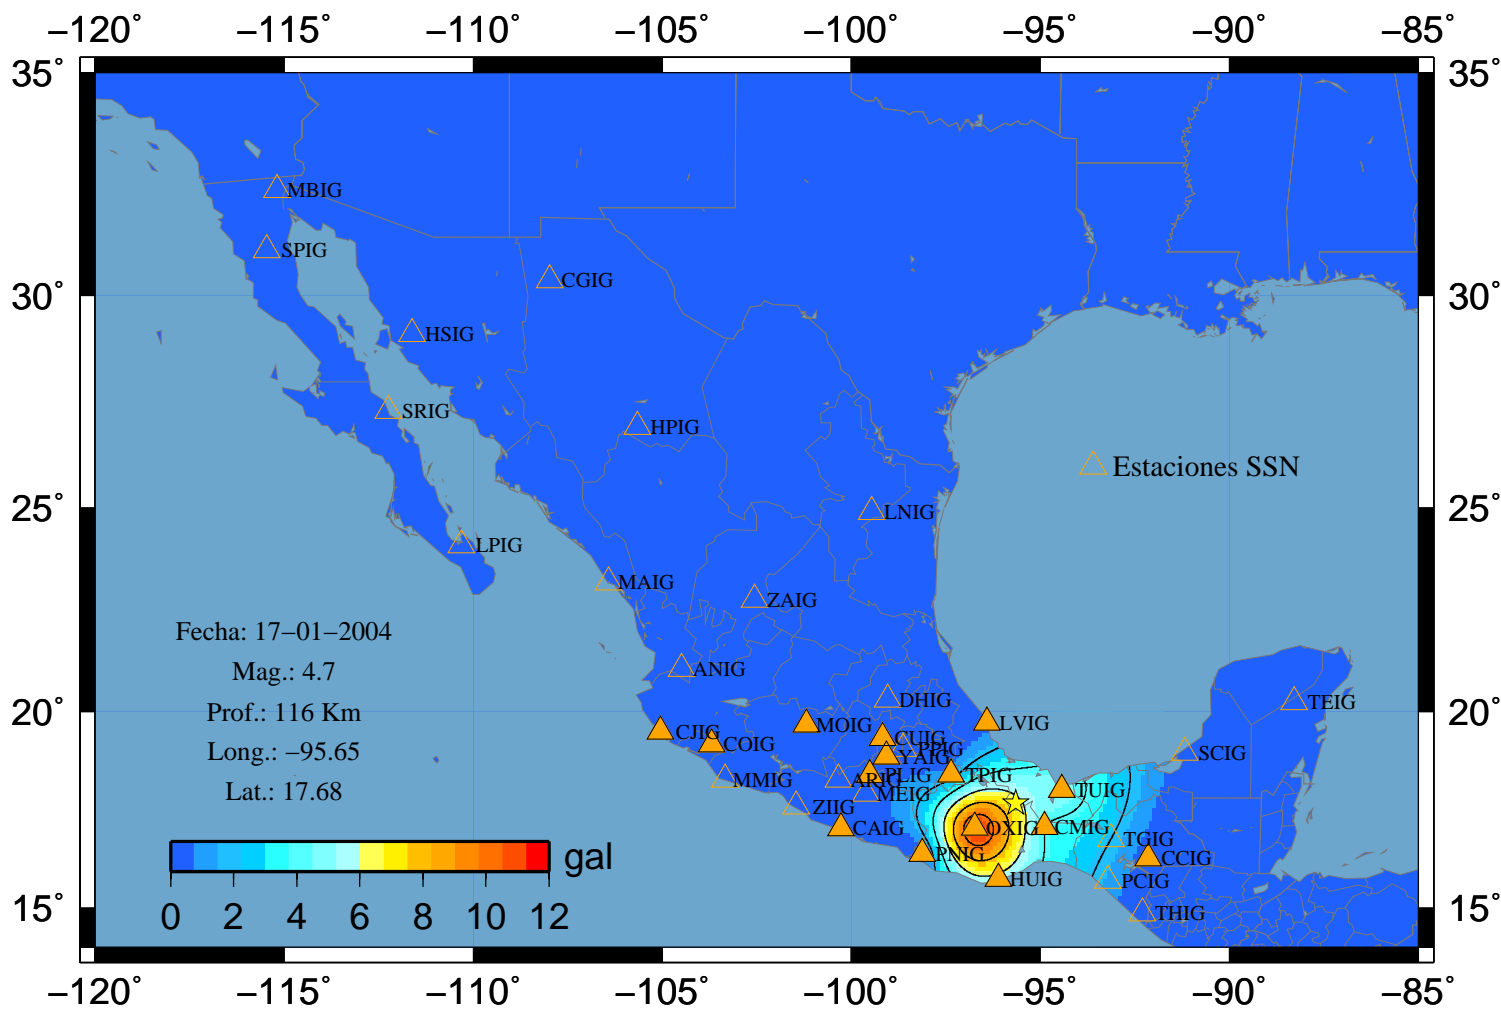 −120˚ −115˚ −110˚ −105˚ −100˚ −95˚ −90˚ −85˚
35˚ 35˚
MBIG
SPIG
CGIG
30˚ 30˚
HSIG
SRIG
HPIG
Estaciones SSN
25˚ LNIG 25˚
LPIG
MAIG
ZAIG
Fecha: 17−01−2004
Mag.: 4.7
ANIG
DHIG
TEIG
Prof.: 116 Km
20˚ 20˚
MOIG
LVIG
CJIG
COIG
CUIG
PPIG
YAIG
SCIG
Long.: −95.65
MMIG
ARIG
PLIG
TPIG
MEIG
TUIG
Lat.: 17.68
ZIIG
CAIG
OXIG
CMIG
TGIG
PNIG
CCIG
gal
HUIG
PCIG
0 2 4 6 8 10 12
15˚ THIG 15˚
−120˚ −115˚ −110˚ −105˚ −100˚ −95˚ −90˚ −85˚